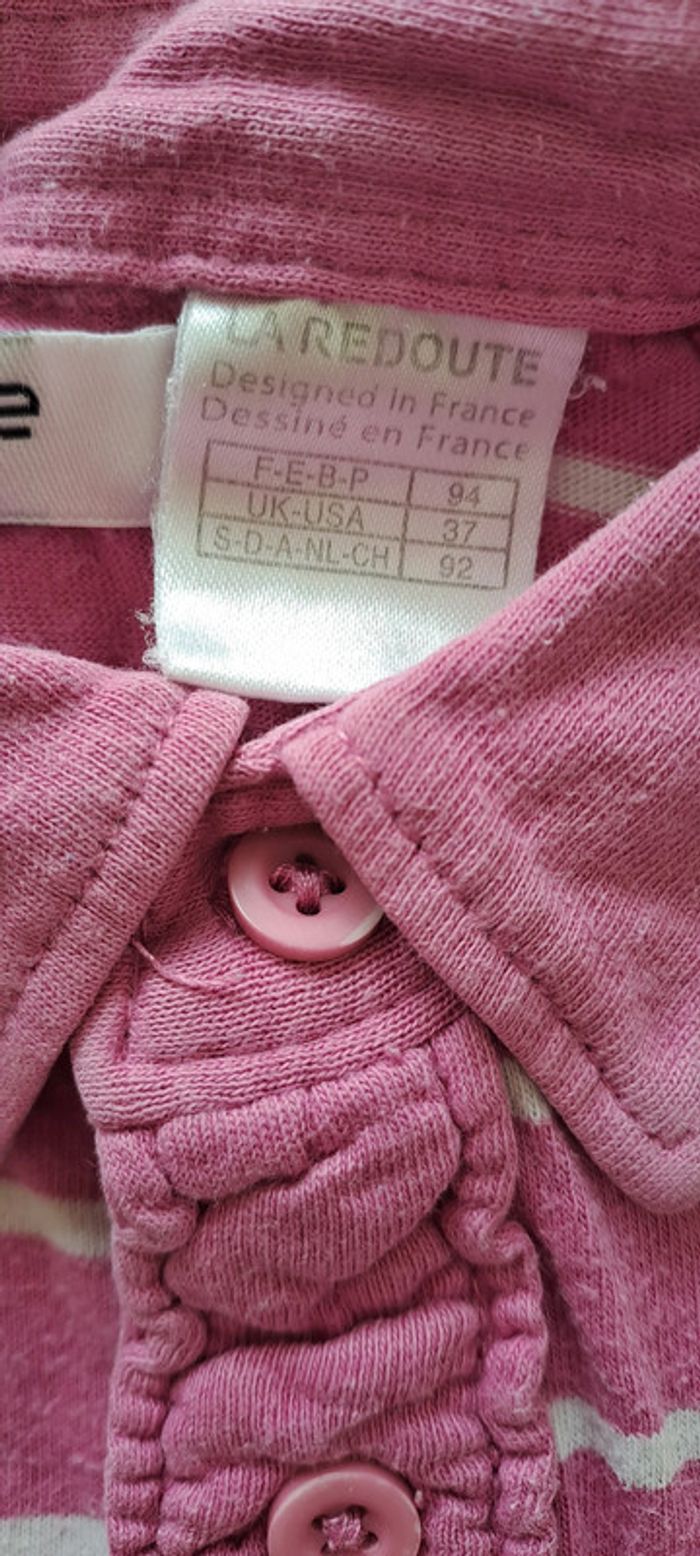 LA REDOUTE
Designed in France
Dessiné en France
F-E-B-P 94
UK-USA 37
S-D-A-NL-CH 92
e